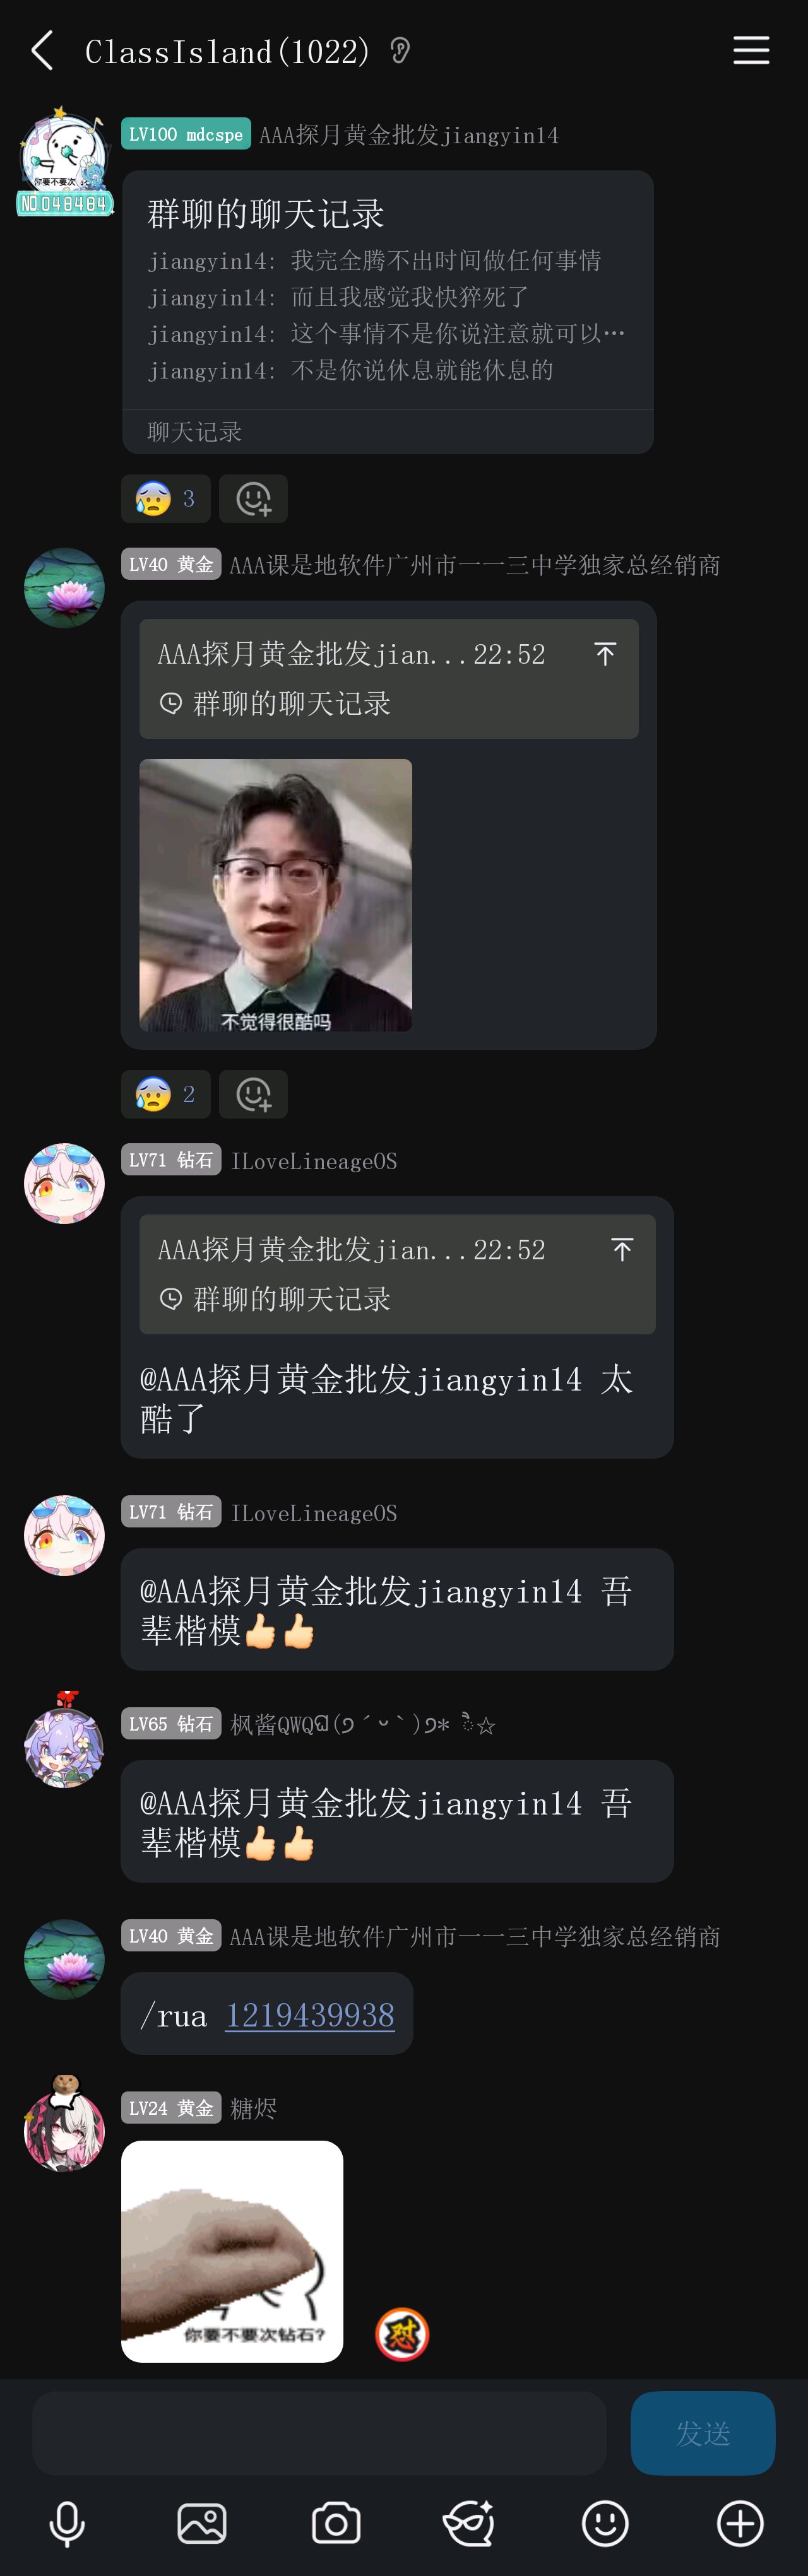 ClassIsland(1022)
LV100 mdcspe AAA探月黄金批发jiangyin14
你要不要次
NO048484
群聊的聊天记录
jiangyin14: 我完全腾不出时间做任何事情
jiangyin14: 而且我感觉我快猝死了
jiangyin14: 这个事情不是你说注意就可以…
jiangyin14: 不是你说休息就能休息的
聊天记录
3
LV40 黄金 AAA课是地软件广州市一一三中学独家总经销商
AAA探月黄金批发jian...22:52
群聊的聊天记录
不觉得很酷吗
2
LV71 钻石 ILoveLineageOS
AAA探月黄金批发jian...22:52
群聊的聊天记录
@AAA探月黄金批发jiangyin14 太
酷了
LV71 钻石 ILoveLineageOS
@AAA探月黄金批发jiangyin14 吾
辈楷模👍👍
LV65 钻石 枫酱QWQ
@AAA探月黄金批发jiangyin14 吾
辈楷模👍👍
LV40 黄金 AAA课是地软件广州市一一三中学独家总经销商
/rua 1219439938
LV24 黄金 糖烬
你要不要次钻石?
怼
发送